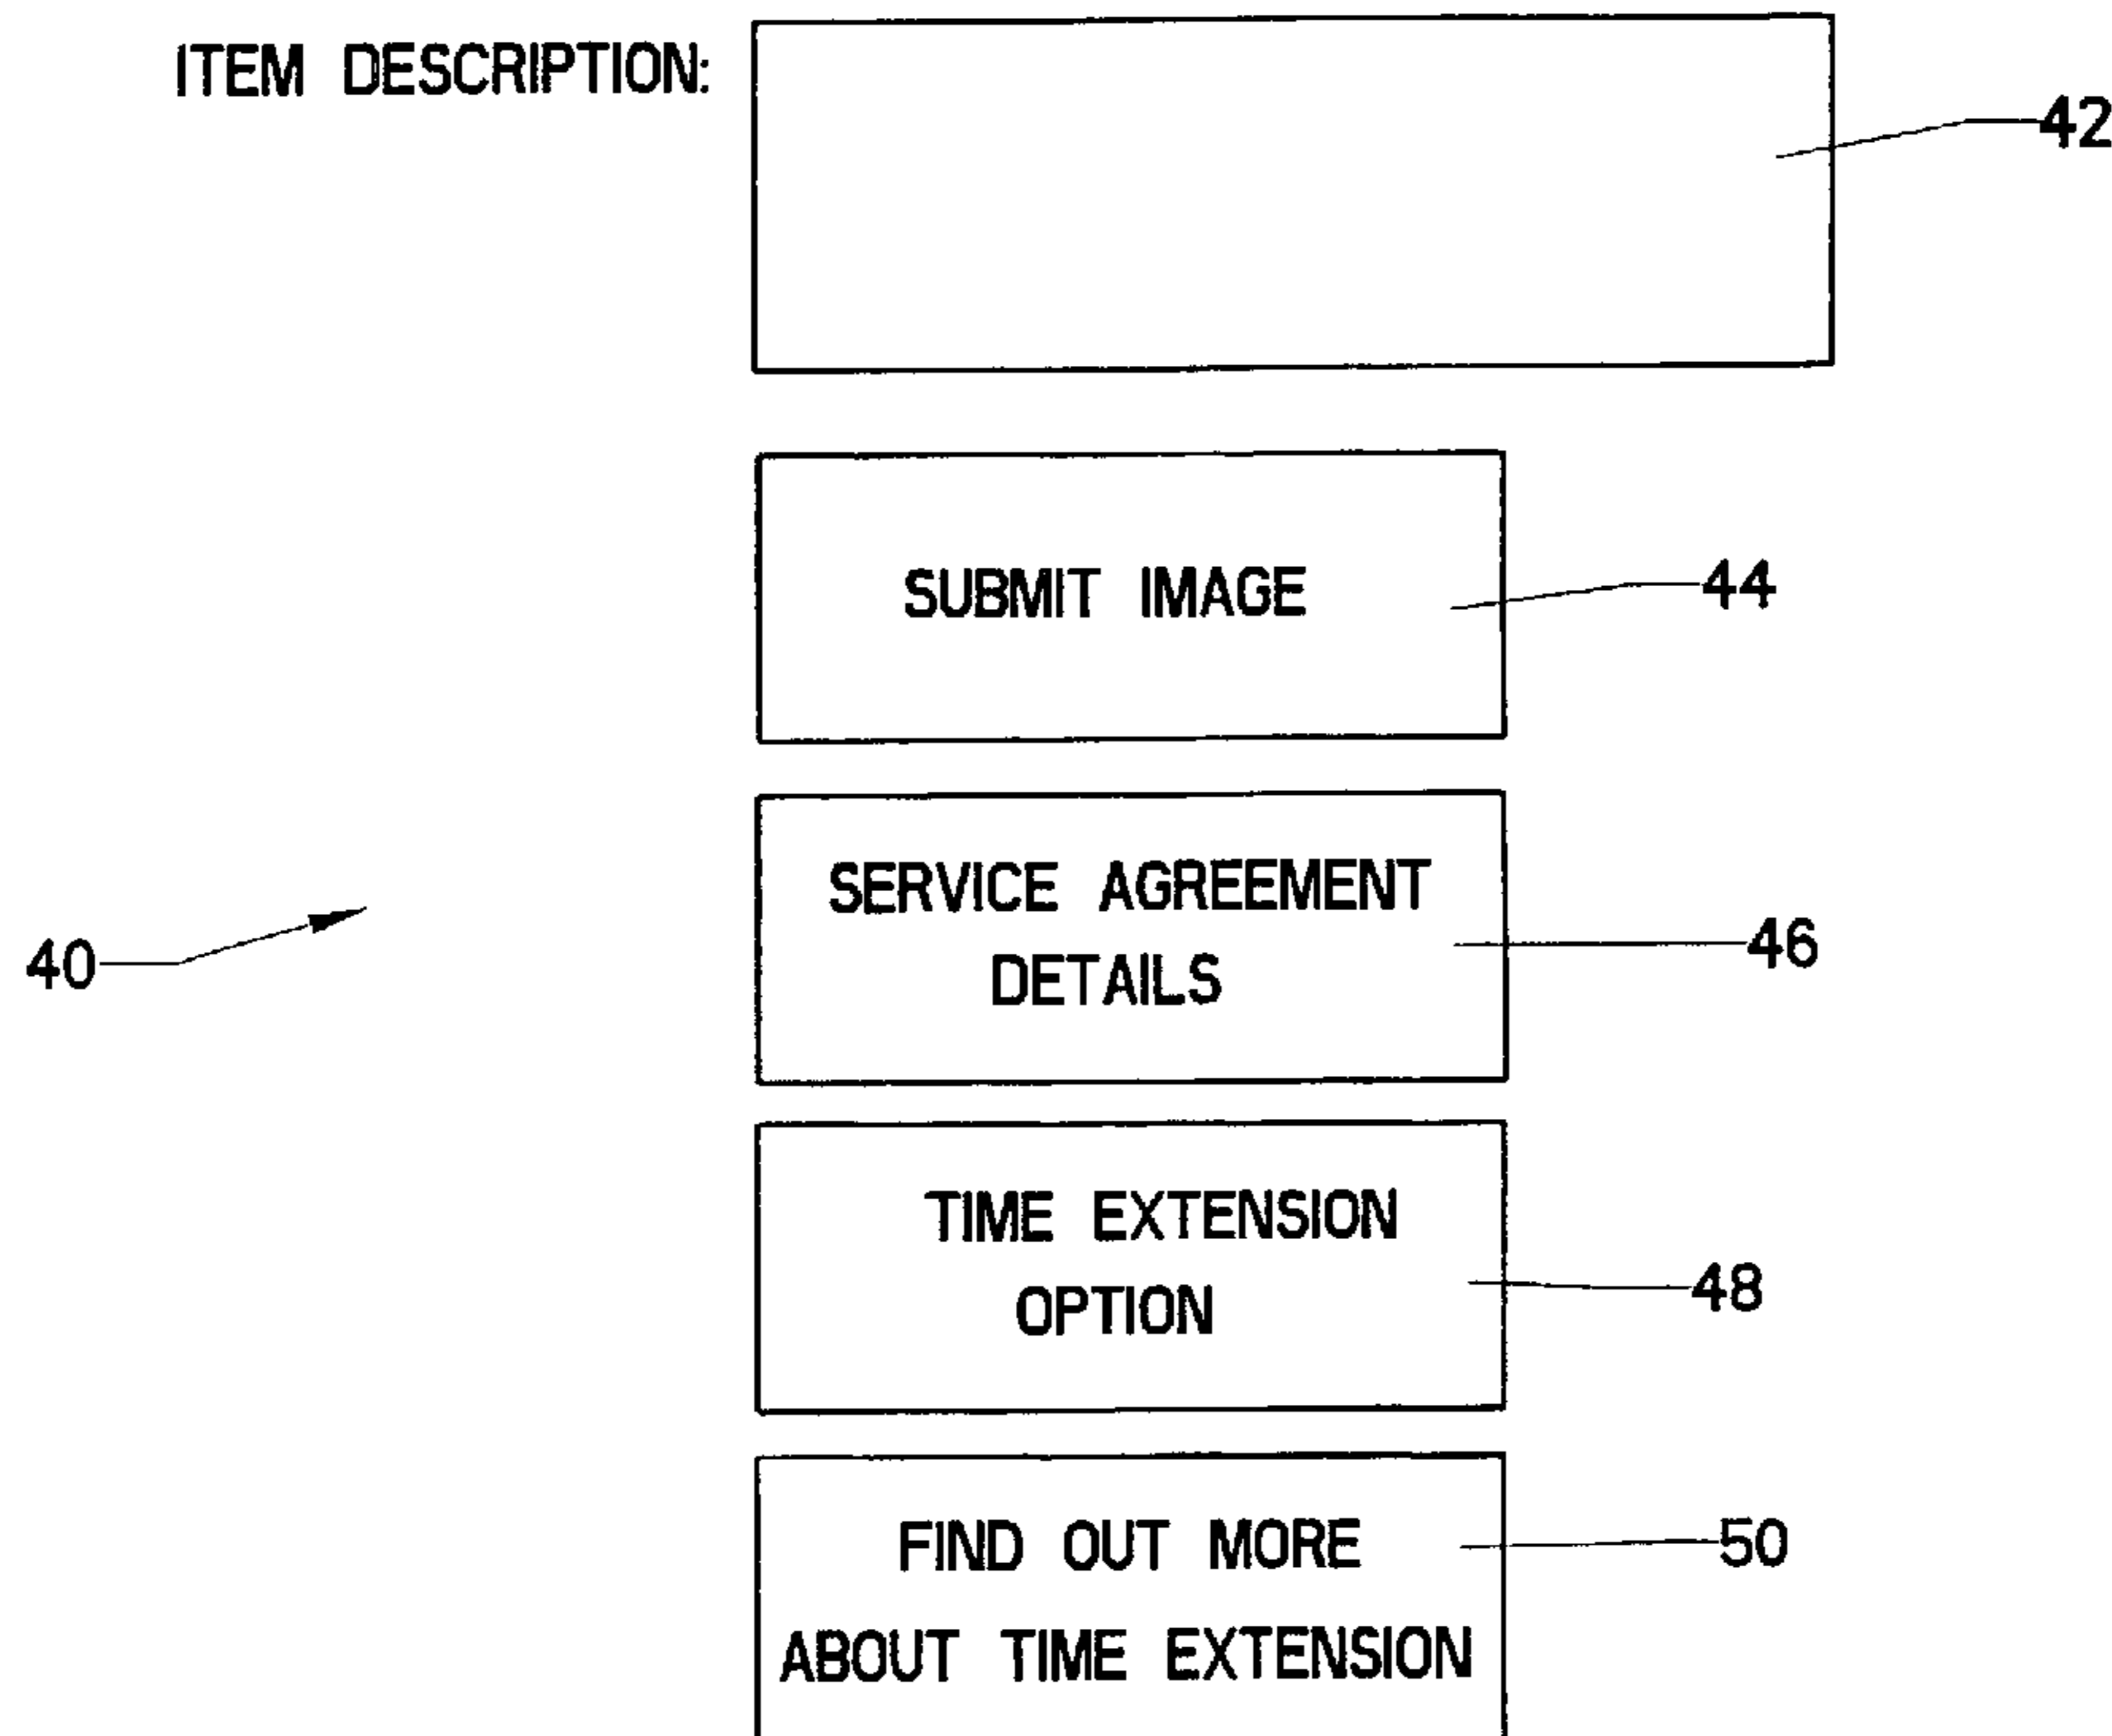 ITEM DESCRIPTION:
42
SUBMIT IMAGE
44
SERVICE AGREEMENT
DETAILS
46
40
TIME EXTENSION
OPTION
48
FIND OUT MORE
ABOUT TIME EXTENSION
50